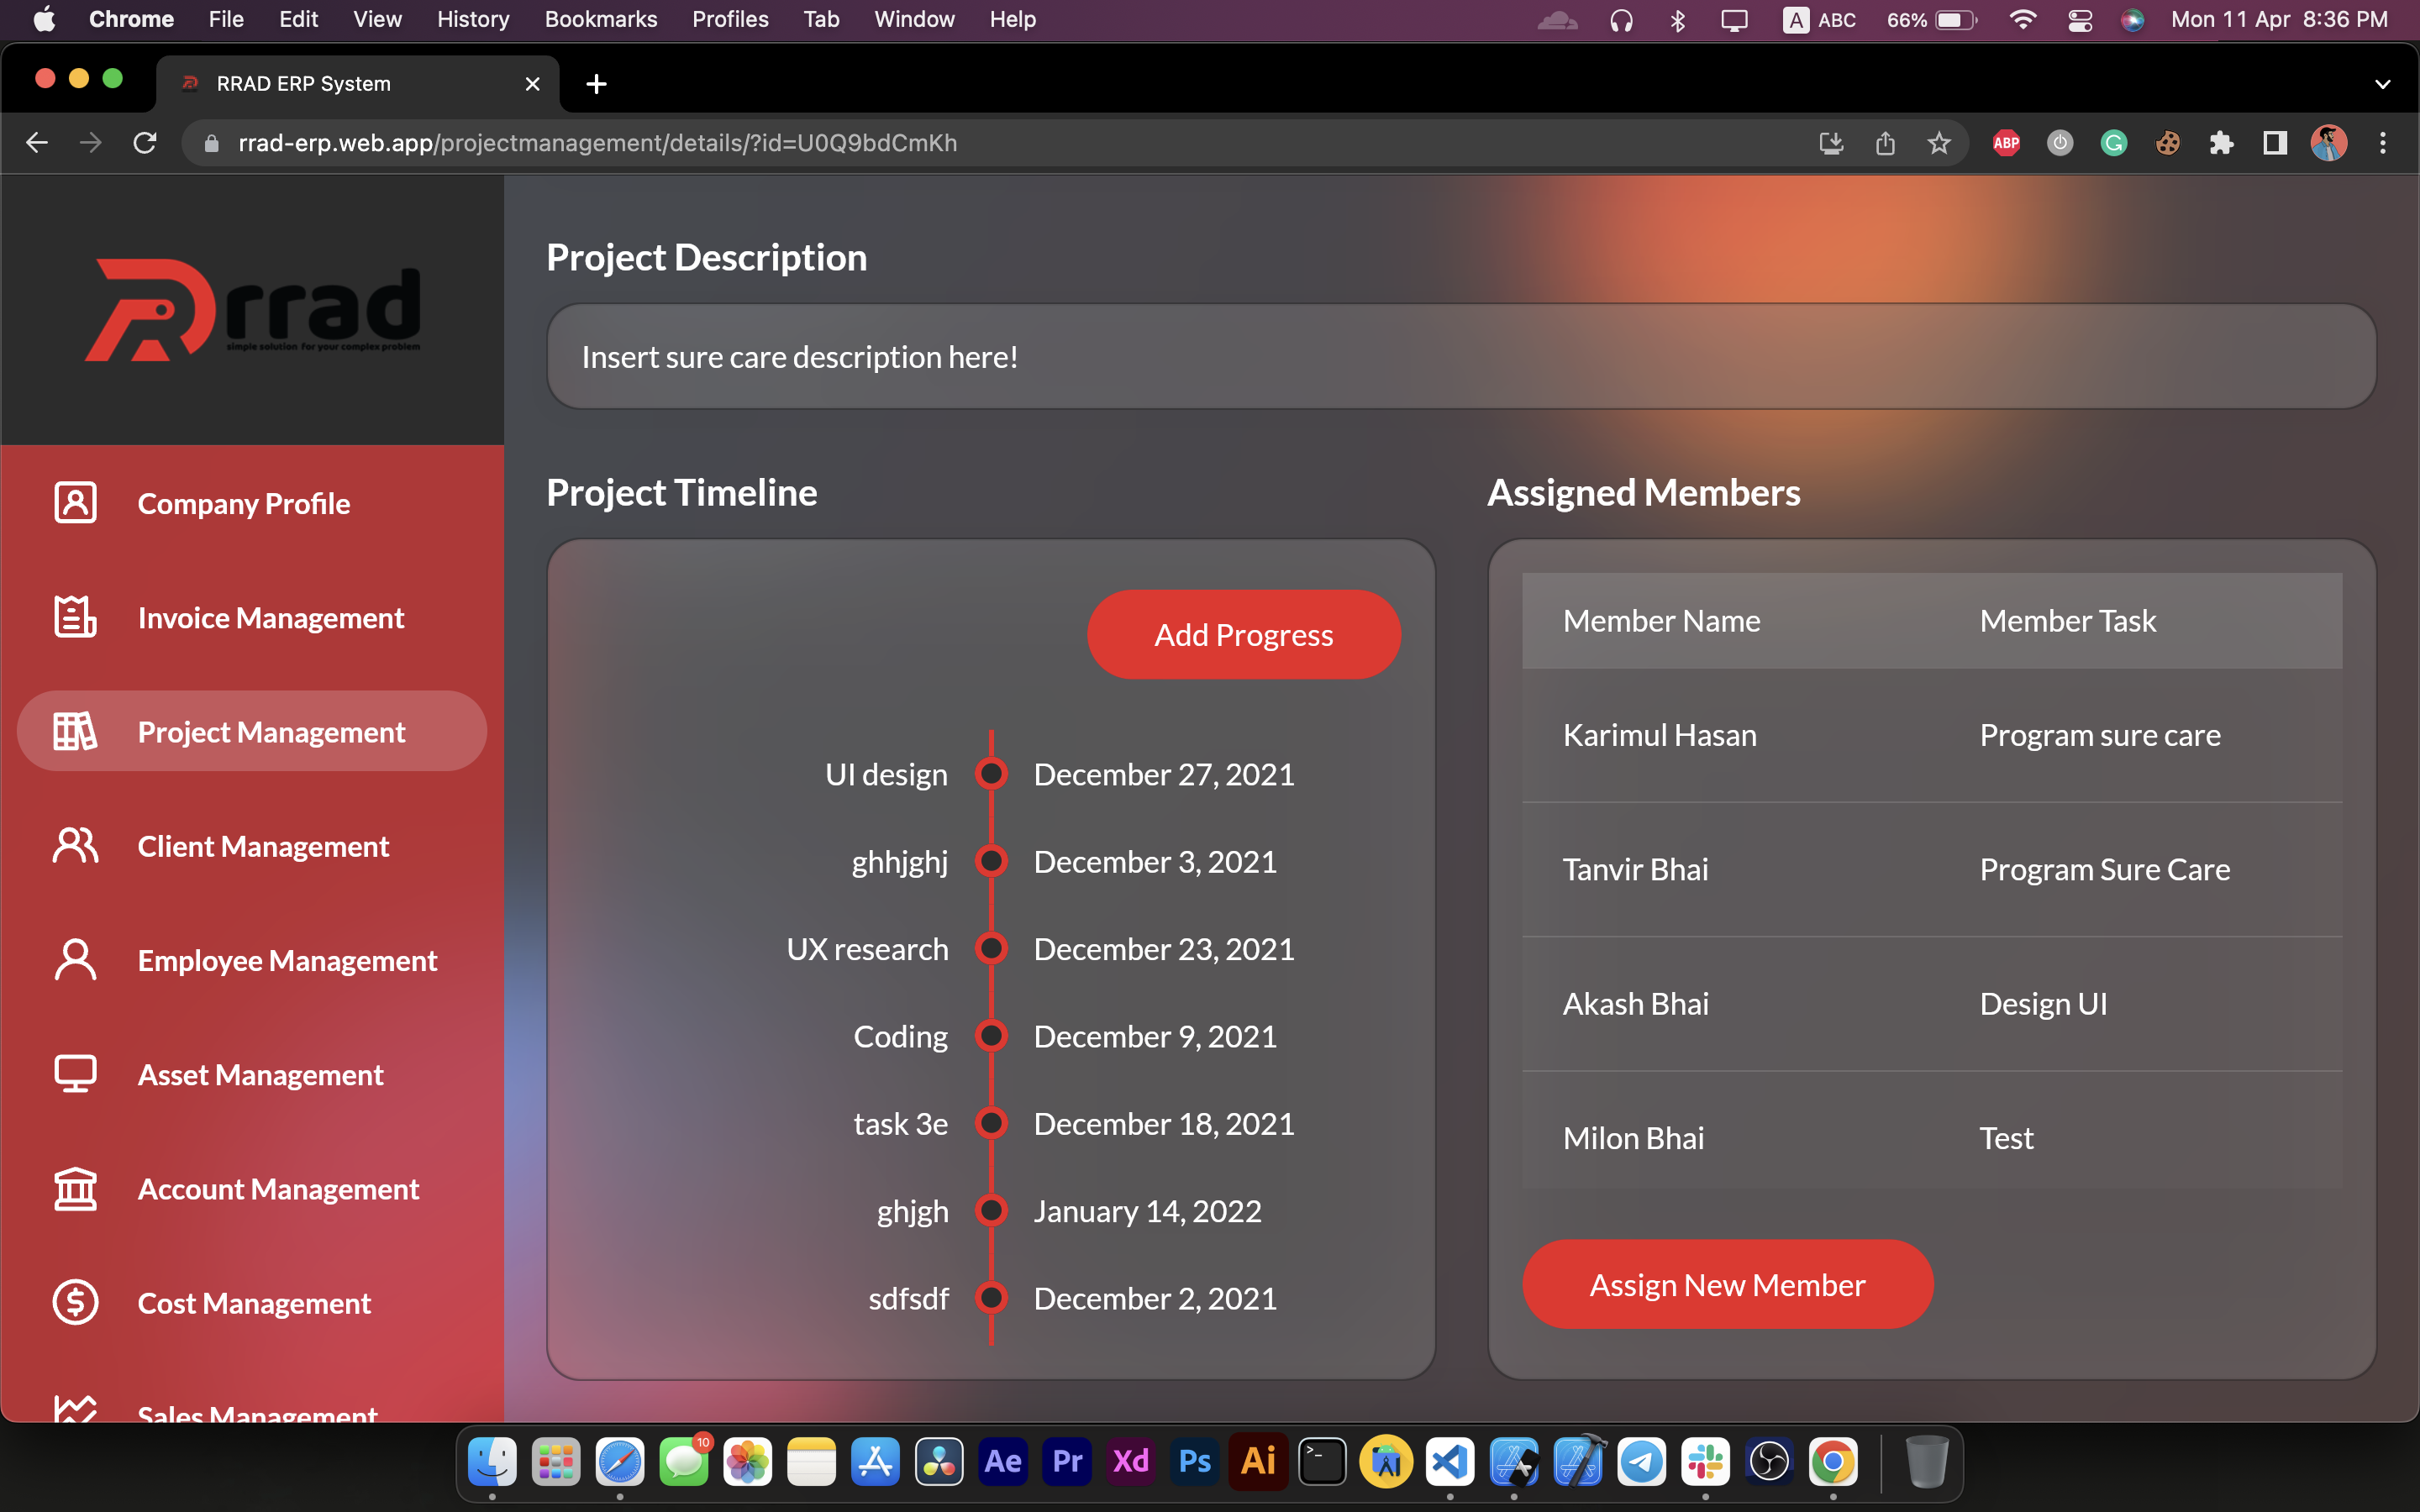 Chrome File Edit View History Bookmarks Profiles Tab Window Help A ABC 66% Mon 11 Apr 8:36 PM
RRAD ERP System
rrad-erp.web.app/projectmanagement/details/?id=U0Q9bdCmKh
ABP
rrad
simple solution for your complex problem
Company Profile
Invoice Management
Project Management
Client Management
Employee Management
Asset Management
Account Management
Cost Management
Sales Management
Project Description
Insert sure care description here!
Project Timeline
Add Progress
UI design December 27, 2021
ghhjghj December 3, 2021
UX research December 23, 2021
Coding December 9, 2021
task 3e December 18, 2021
ghjgh January 14, 2022
sdfsdf December 2, 2021
Assigned Members
Member Name Member Task
Karimul Hasan Program sure care
Tanvir Bhai Program Sure Care
Akash Bhai Design UI
Milon Bhai Test
Assign New Member
10 Ae Pr Xd Ps Ai >_